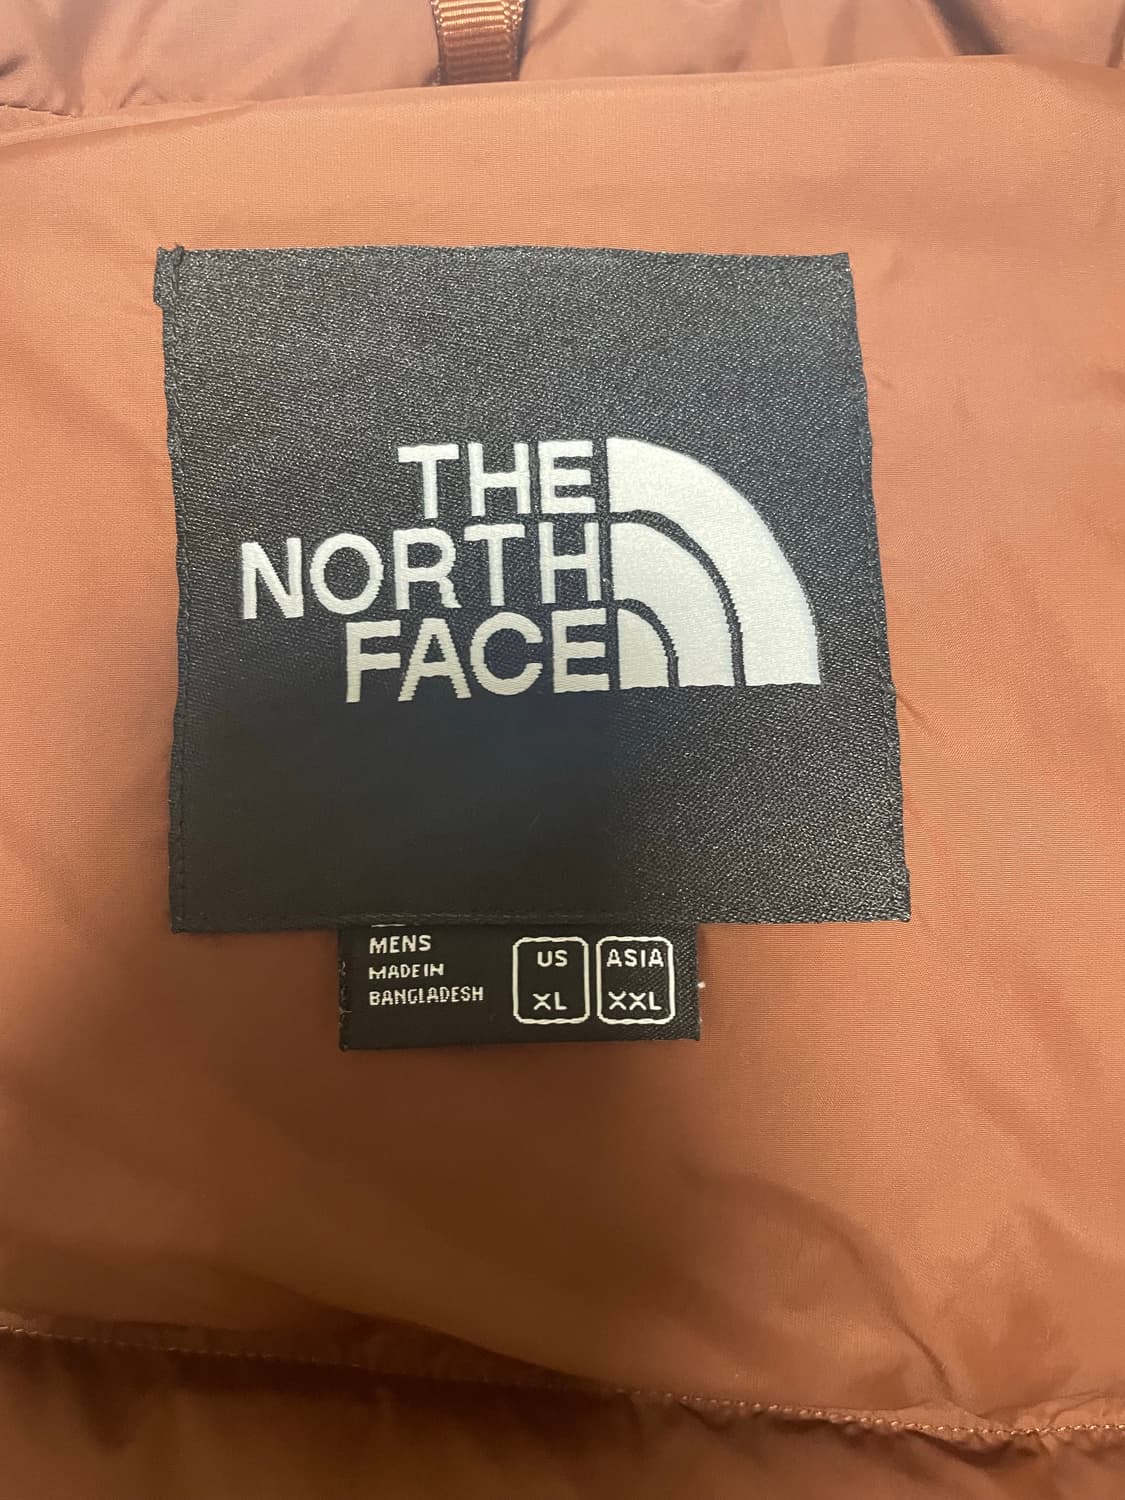 THE
NORTH
FACE
MENS
MADE IN
BANGLADESH
US
XL
ASIA
XXL